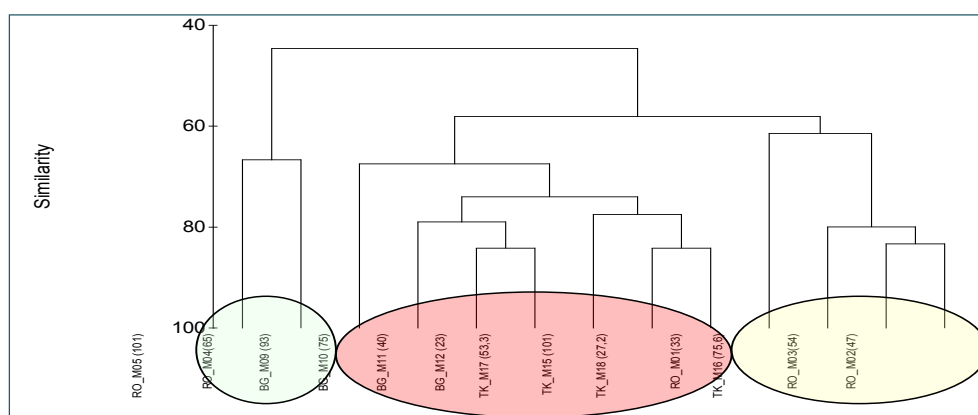 40
60
80
100
Similarity
RO_M05 (101)
RO_M04(65)
BG_M09 (93)
BG_M10 (75)
BG_M11 (40)
BG_M12 (23)
TK_M17 (53,3)
TK_M15 (101)
TK_M18 (27,2)
RO_M01(33)
TK_M16 (75,6)
RO_M03(54)
RO_M02(47)